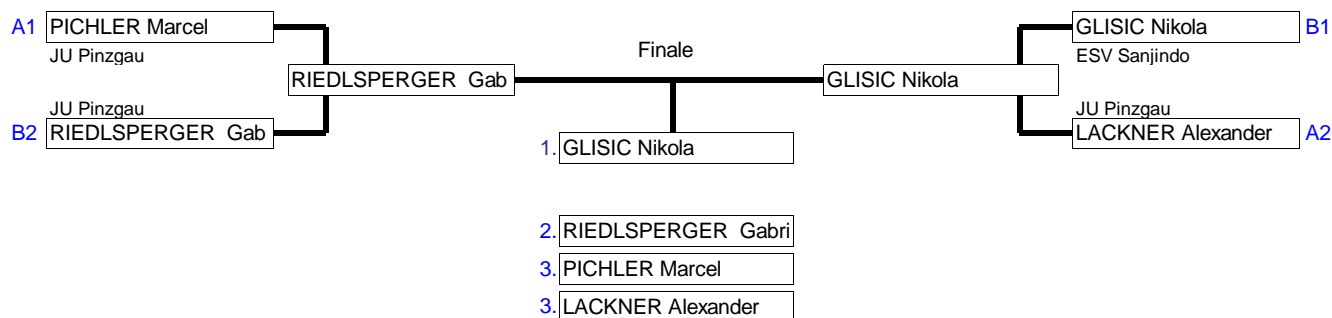 A1 PICHLER Marcel
JU Pinzgau
JU Pinzgau
B2 RIEDLSPERGER Gab
RIEDLSPERGER Gab
Finale
GLISIC Nikola
GLISIC Nikola B1
ESV Sanjindo
JU Pinzgau
LACKNER Alexander A2
1. GLISIC Nikola
2. RIEDLSPERGER Gabri
3. PICHLER Marcel
3. LACKNER Alexander